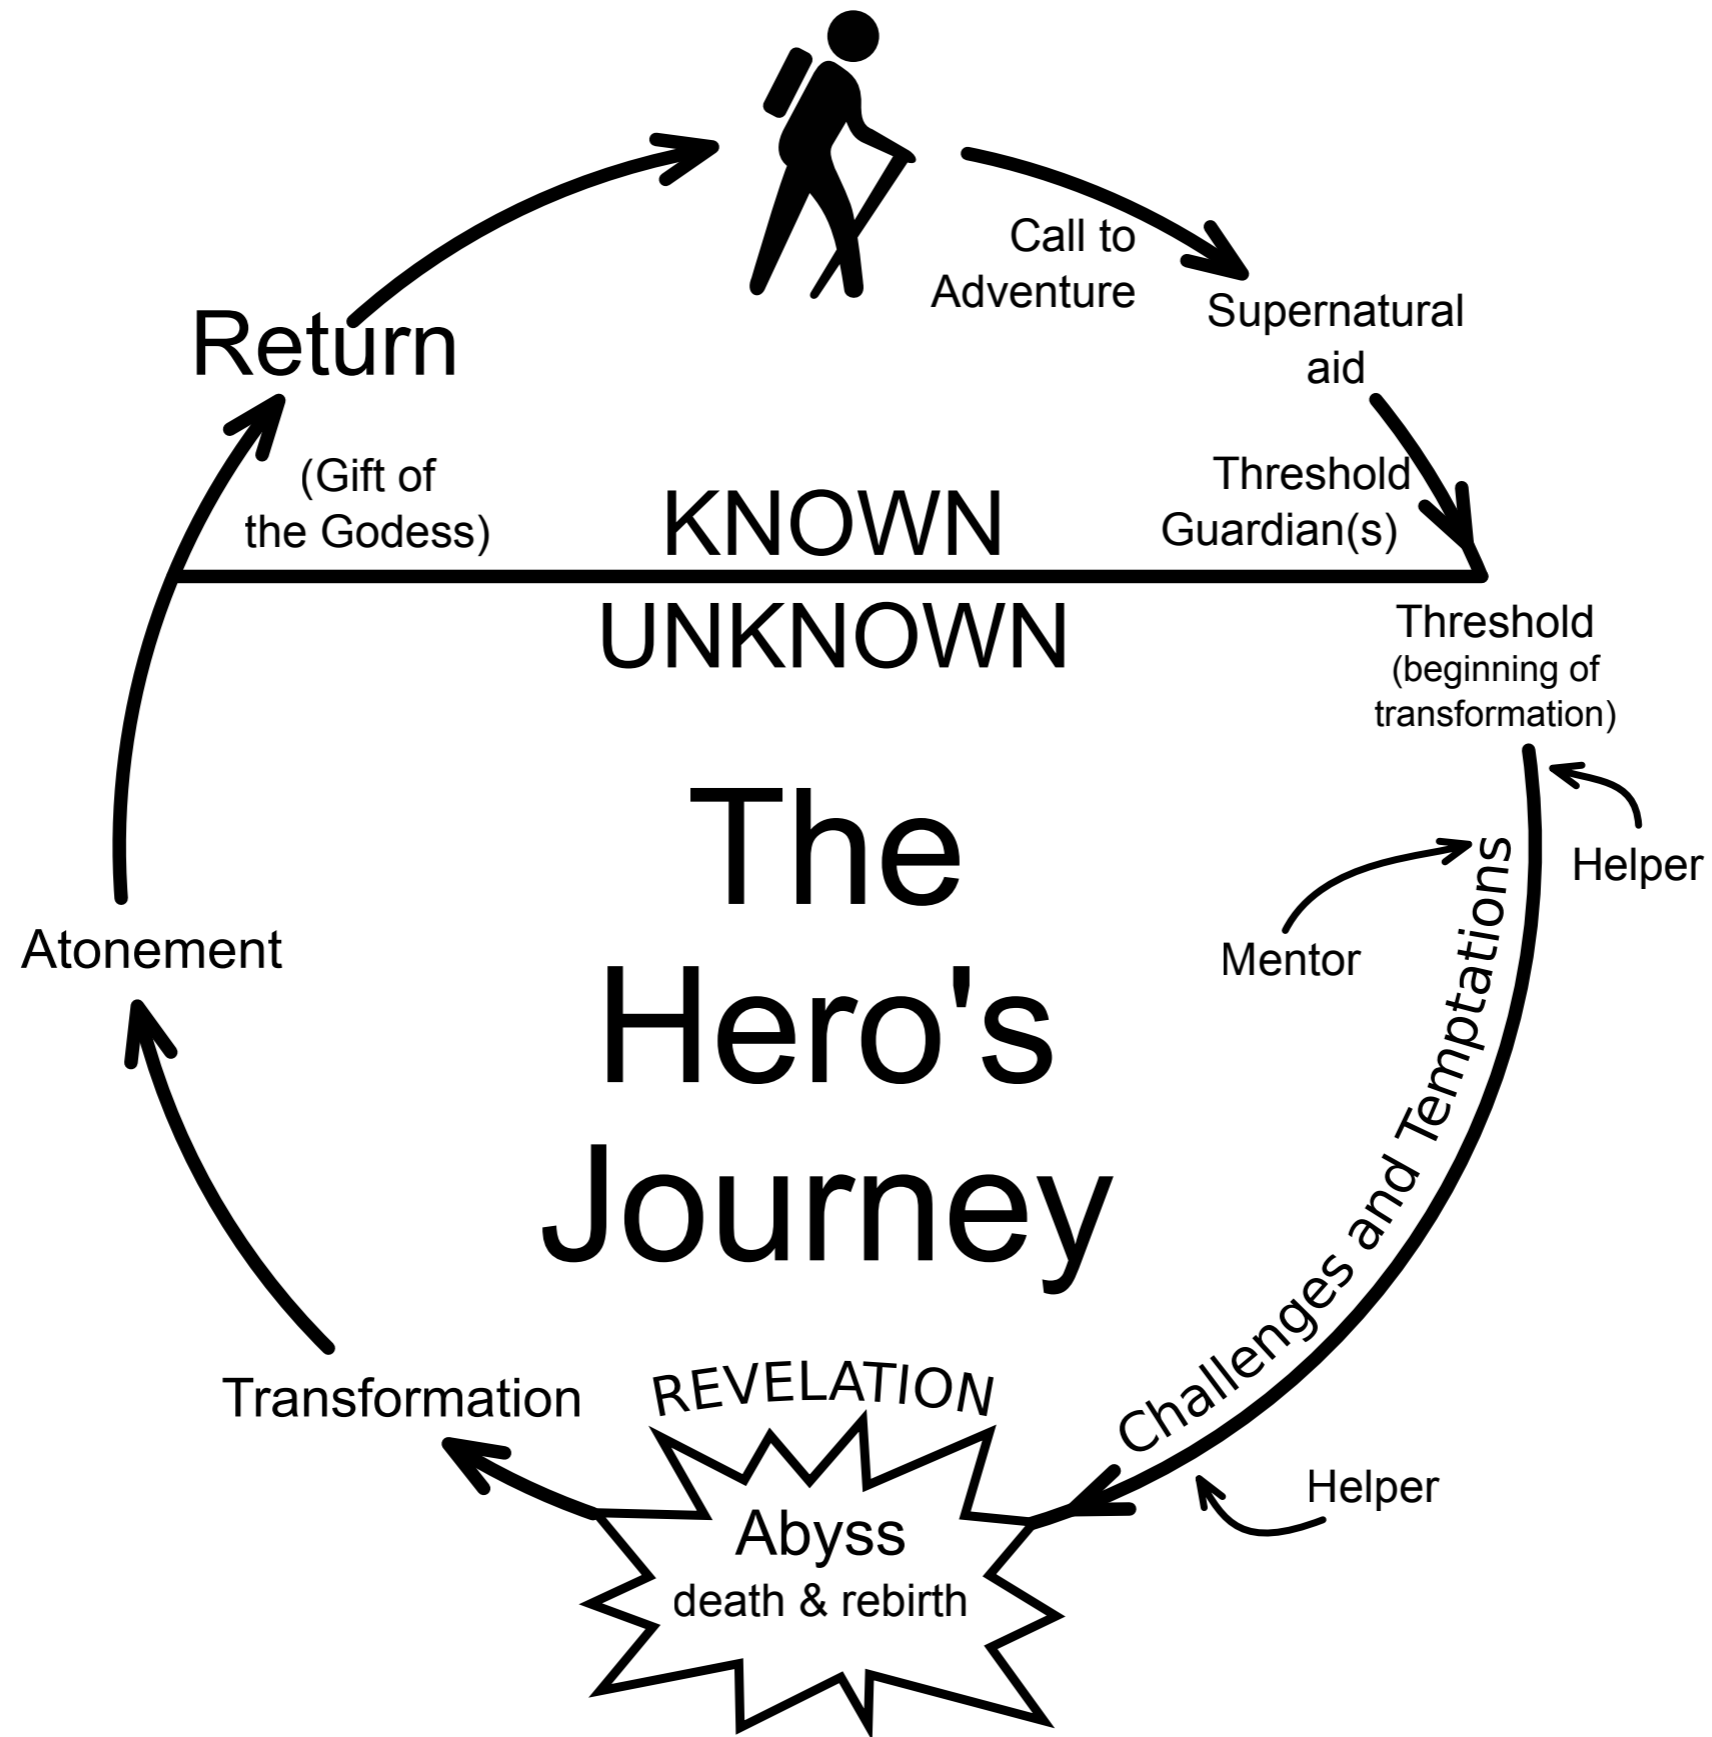 Call to
Adventure
Supernatural
aid
Return
(Gift of
the Godess)
KNOWN
Threshold
Guardian(s)
UNKNOWN
Threshold
(beginning of
transformation)
Helper
Mentor
Challenges and Temptations
The
Hero's
Journey
Atonement
Transformation
REVELATION
Abyss
death & rebirth
Helper